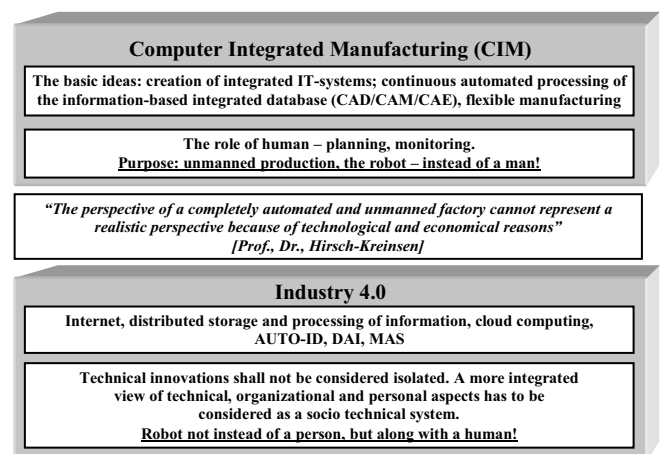 Computer Integrated Manufacturing (CIM)
The basic ideas: creation of integrated IT-systems; continuous automated processing of
the information-based integrated database (CAD/CAM/CAE), flexible manufacturing
The role of human – planning, monitoring.
Purpose: unmanned production, the robot – instead of a man!
“The perspective of a completely automated and unmanned factory cannot represent a
realistic perspective because of technological and economical reasons”
[Prof., Dr., Hirsch-Kreinsen]
Industry 4.0
Internet, distributed storage and processing of information, cloud computing,
AUTO-ID, DAI, MAS
Technical innovations shall not be considered isolated. A more integrated
view of technical, organizational and personal aspects has to be
considered as a socio technical system.
Robot not instead of a person, but along with a human!